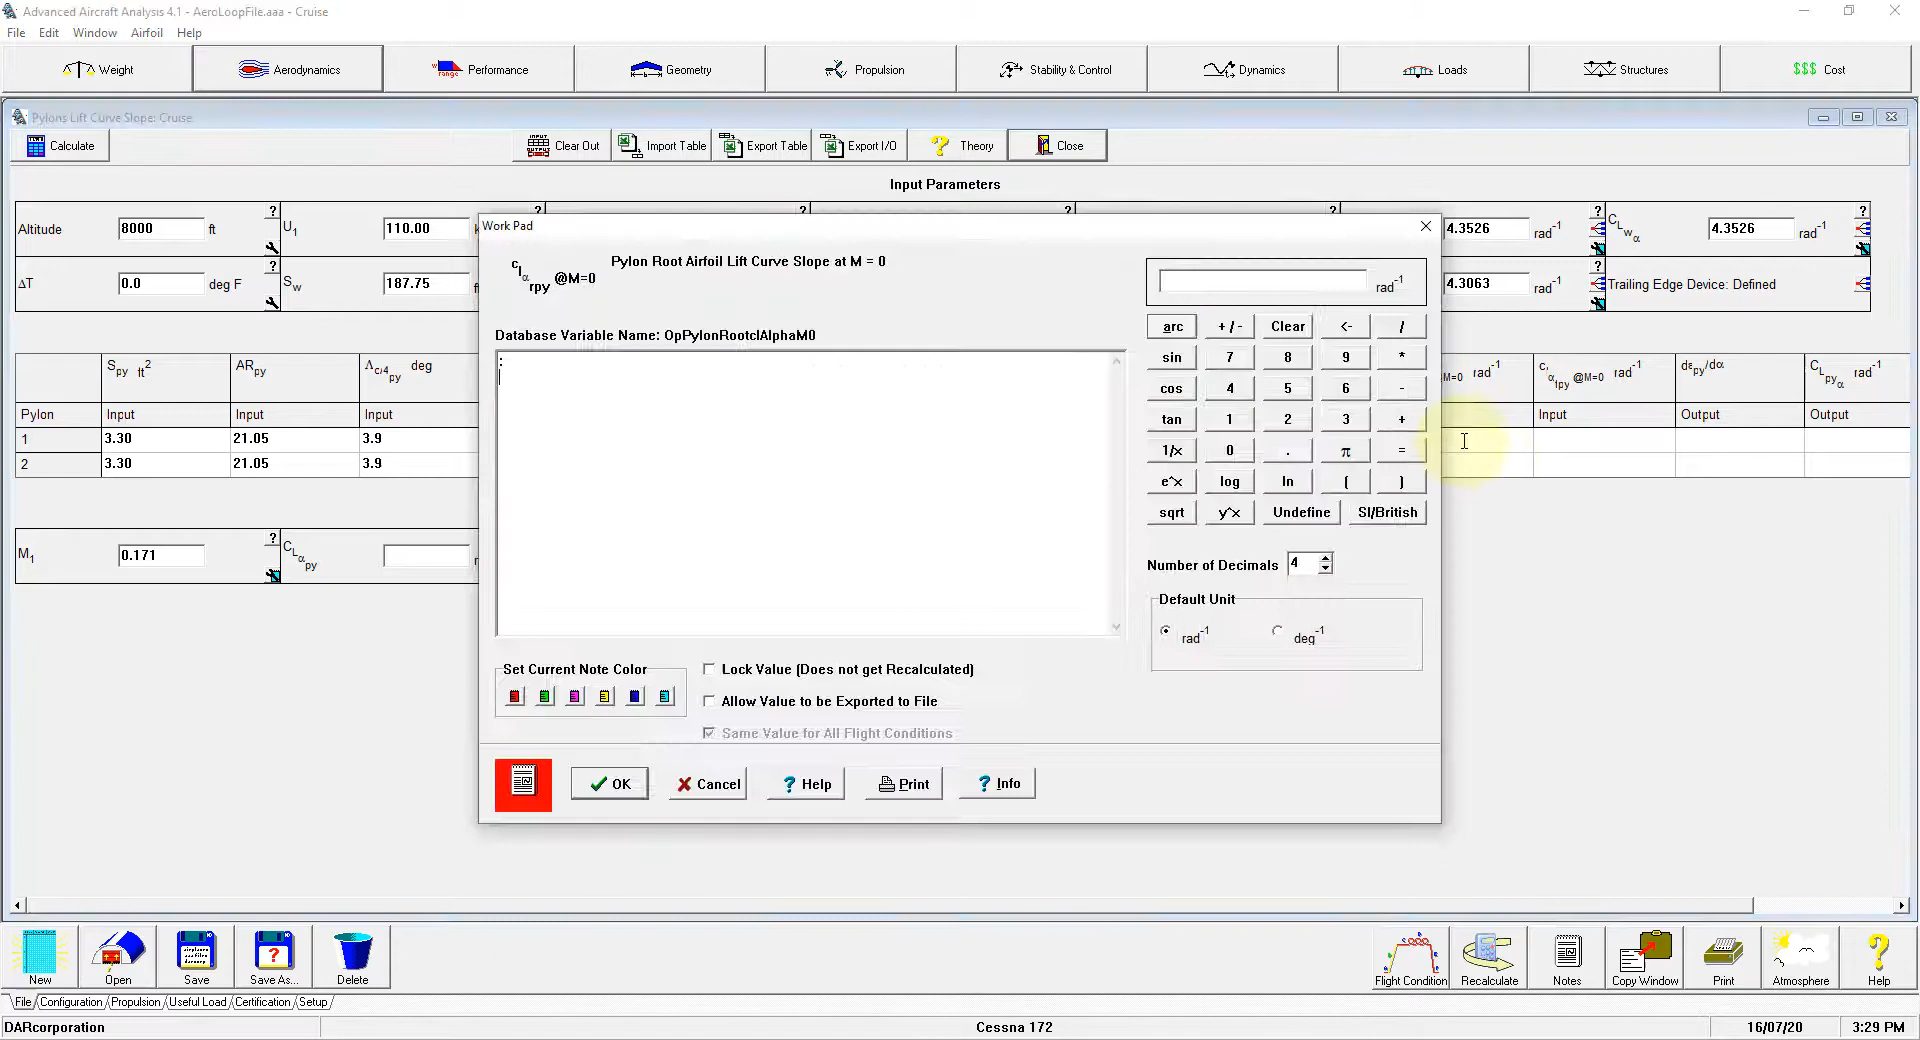 Advanced Aircraft Analysis 4.1 - AeroLoopFile.aaa - Cruise
File Edit Window Airfoil Help
Weight Aerodynamics range Performance Geometry Propulsion Stability & Control Dynamics Loads Structures $$$ Cost
Pylons Lift Curve Slope: Cruise
Calculate INPUT OUTPUT Clear Out Import Table Export Table Export I/O ? Theory Close
Input Parameters
Altitude 8000 ft ? U1 110.00 ? ? ? ? 4.3526 rad-1 ? CLwα 4.3526 rad-1 ?
ΔT 0.0 deg F ? Sw 187.75 4.3063 rad-1 ? Trailing Edge Device: Defined
Spy ft2 ARpy Λc/4py deg M=0 rad-1 @M=0 rad-1 dεpy/dα CLpyα rad-1
Pylon Input Input Input Input Output Output
1 3.30 21.05 3.9
2 3.30 21.05 3.9
M1 0.171 ? CLαpy
Work Pad
clαrpy @M=0 Pylon Root Airfoil Lift Curve Slope at M = 0
rad-1
Database Variable Name: OpPylonRootclAlphaM0
:
arc +/- Clear <- /
sin 7 8 9 *
cos 4 5 6 -
tan 1 2 3 +
1/x 0 . π =
e^x log ln ( )
sqrt y^x Undefine SI/British
Number of Decimals 4
Default Unit
rad-1 deg-1
Set Current Note Color
Lock Value (Does not get Recalculated)
Allow Value to be Exported to File
Same Value for All Flight Conditions
OK Cancel ? Help Print ? Info
New Open Save Save As... Delete Flight Condition Recalculate Notes Copy Window Print Atmosphere Help
File Configuration Propulsion Useful Load Certification Setup
DARcorporation Cessna 172 16/07/20 3:29 PM